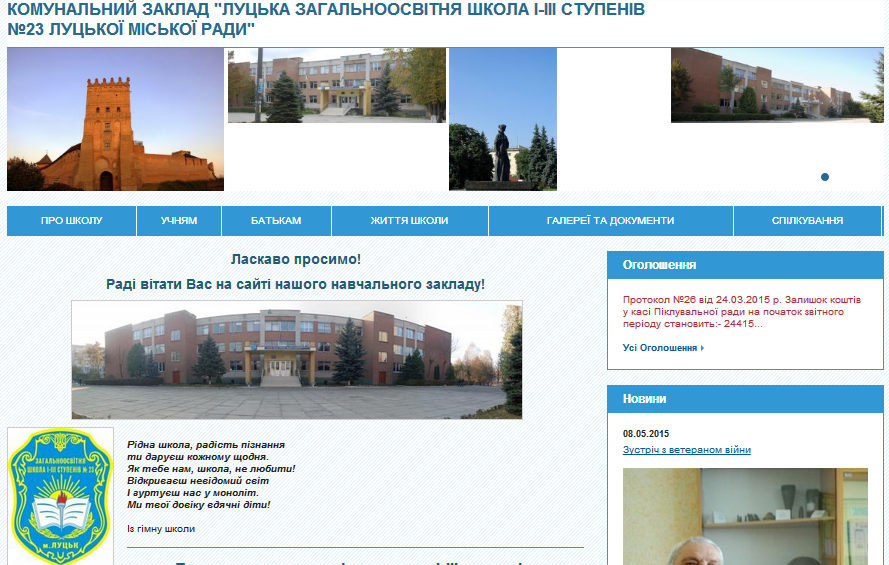 КОМУНАЛЬНИЙ ЗАКЛАД "ЛУЦЬКА ЗАГАЛЬНООСВІТНЯ ШКОЛА І-ІІІ СТУПЕНІВ
№23 ЛУЦЬКОЇ МІСЬКОЇ РАДИ"
ПРО ШКОЛУ
УЧНЯМ
БАТЬКАМ
ЖИТТЯ ШКОЛИ
ГАЛЕРЕЇ ТА ДОКУМЕНТИ
СПІЛКУВАННЯ
Ласкаво просимо!
Раді вітати Вас на сайті нашого навчального закладу!
ЗАГАЛЬНООСВІТНЯ
ШКОЛА І-ІІІ СТУПЕНІВ № 23
м.ЛУЦЬК
Рідна школа, радість пізнання
ти даруєш кожному щодня.
Як тебе нам, школа, не любити!
Відкриваєш невідомий світ
І гуртуєш нас у моноліт.
Ми твої довіку вдячні діти!
Із гімну школи
Оголошення
Протокол №26 від 24.03.2015 р. Залишок коштів
у касі Піклувальної ради на початок звітного
періоду становить:- 24415...
Усі Оголошення
Новини
08.05.2015
Зустріч з ветераном війни